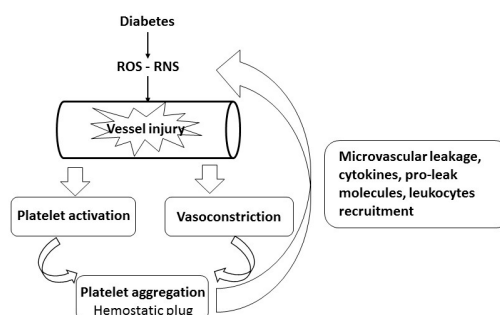 Diabetes
ROS - RNS
Vessel injury
Microvascular leakage,
cytokines, pro-leak
molecules, leukocytes
recruitment
Platelet activation
Vasoconstriction
Platelet aggregation
Hemostatic plug